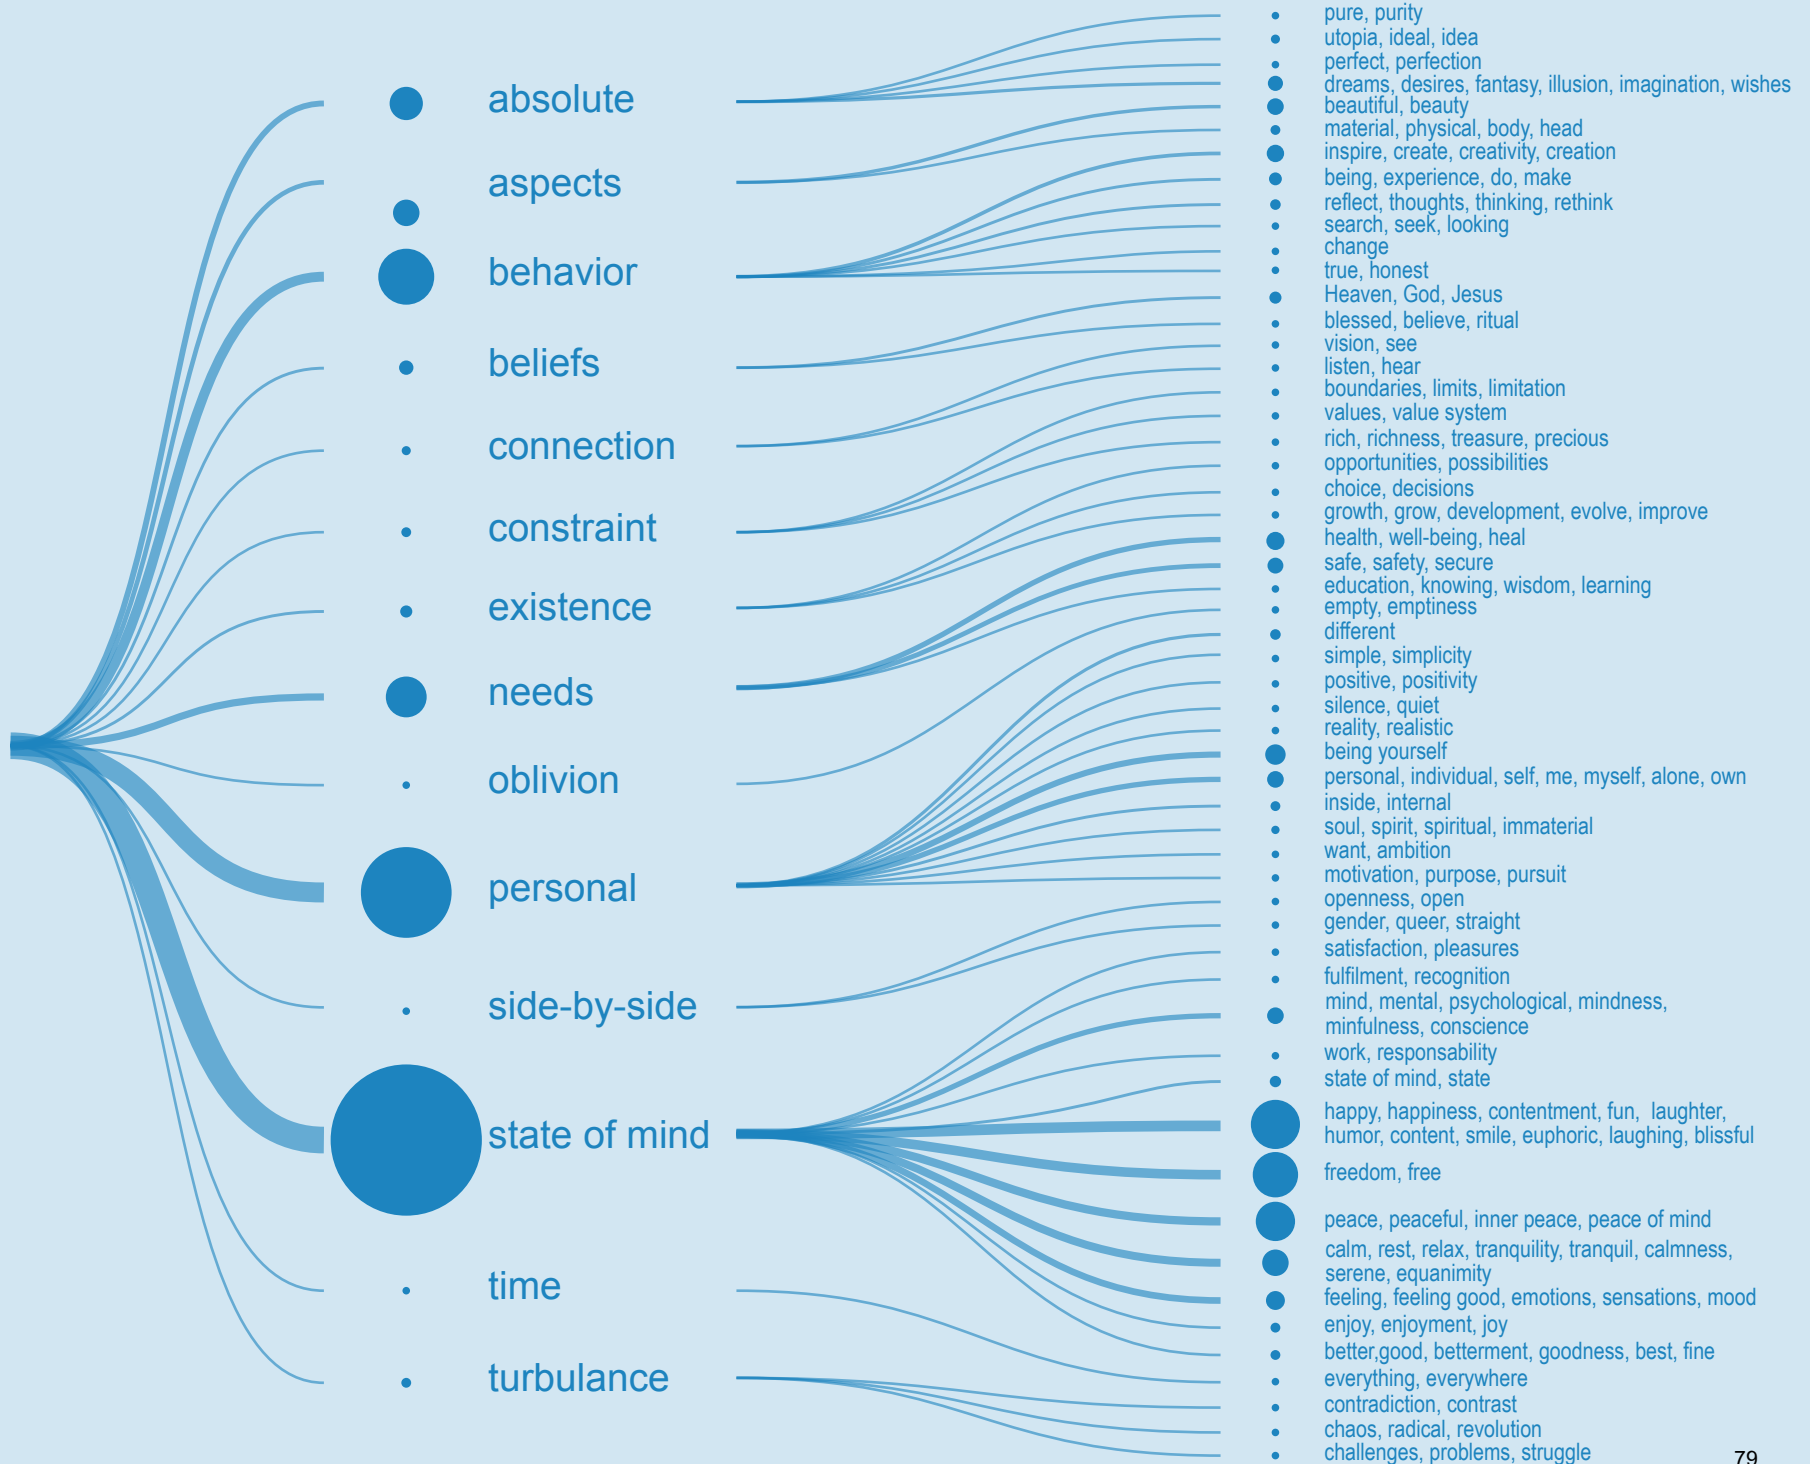 absolute
aspects
behavior
beliefs
connection
constraint
existence
needs
oblivion
personal
side-by-side
state of mind
time
turbulance
pure, purity
utopia, ideal, idea
perfect, perfection
dreams, desires, fantasy, illusion, imagination, wishes
beautiful, beauty
material, physical, body, head
inspire, create, creativity, creation
being, experience, do, make
reflect, thoughts, thinking, rethink
search, seek, looking
change
true, honest
Heaven, God, Jesus
blessed, believe, ritual
vision, see
listen, hear
boundaries, limits, limitation
values, value system
rich, richness, treasure, precious
opportunities, possibilities
choice, decisions
growth, grow, development, evolve, improve
health, well-being, heal
safe, safety, secure
education, knowing, wisdom, learning
empty, emptiness
different
simple, simplicity
positive, positivity
silence, quiet
reality, realistic
being yourself
personal, individual, self, me, myself, alone, own
inside, internal
soul, spirit, spiritual, immaterial
want, ambition
motivation, purpose, pursuit
openness, open
gender, queer, straight
satisfaction, pleasures
fulfilment, recognition
mind, mental, psychological, mindness,
minfulness, conscience
work, responsability
state of mind, state
happy, happiness, contentment, fun, laughter,
humor, content, smile, euphoric, laughing, blissful
freedom, free
peace, peaceful, inner peace, peace of mind
calm, rest, relax, tranquility, tranquil, calmness,
serene, equanimity
feeling, feeling good, emotions, sensations, mood
enjoy, enjoyment, joy
better,good, betterment, goodness, best, fine
everything, everywhere
contradiction, contrast
chaos, radical, revolution
challenges, problems, struggle
79